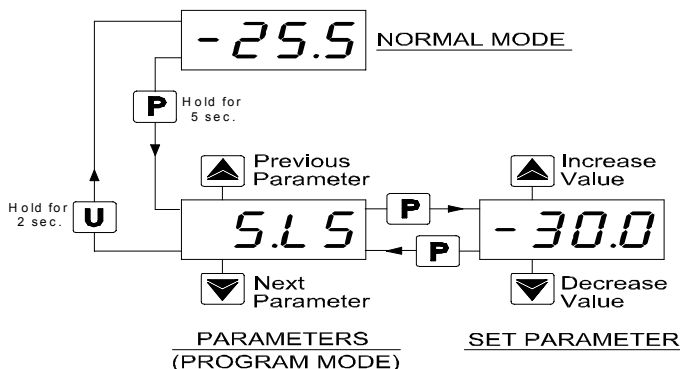 -25.5
NORMAL MODE
P
Hold for
5 sec.
Previous
Parameter
Increase
Value
Hold for
2 sec.
U
S.LS
P
P
-30.0
Next
Parameter
Decrease
Value
PARAMETERS
(PROGRAM MODE)
SET PARAMETER